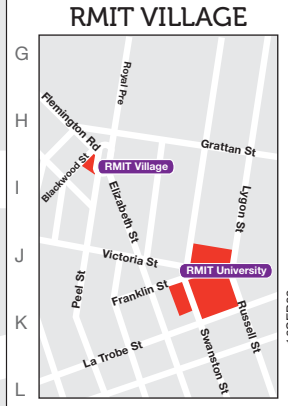 RMIT VILLAGE
G
Royal Pre
Flemington Rd
H
Grattan St
RMIT Village
Blackwood St
I
Elizabeth St
Lygon St
J
Victoria St
RMIT University
Peel St
Franklin St
K
Russell St
Swanston St
La Trobe St
L